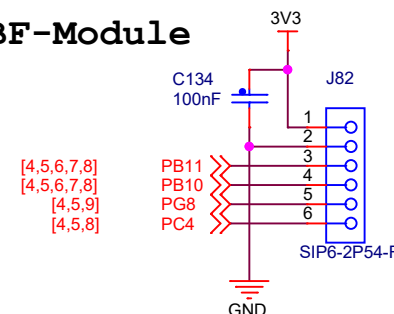 BF-Module
3V3
C134
100nF
J82
1
2
[4,5,6,7,8] PB11 3
[4,5,6,7,8] PB10 4
[4,5,9] PG8 5
[4,5,8] PC4 6
SIP6-2P54-F
GND